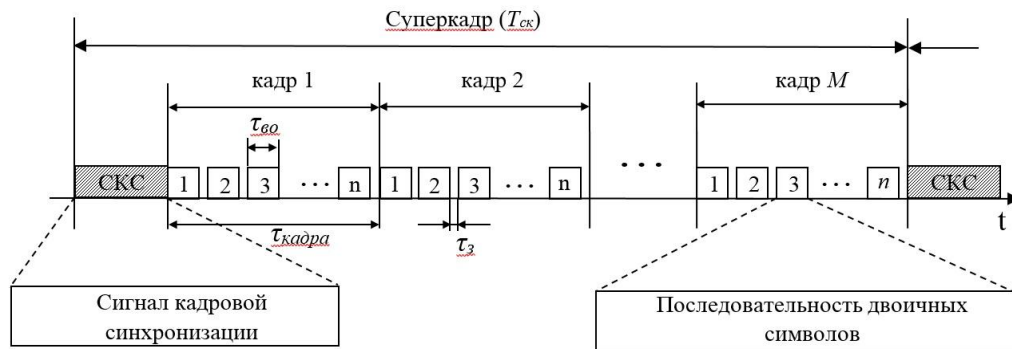 Суперкадр (Tск)
кадр 1
кадр 2
кадр M
τво
СКС
1
2
3
...
n
1
2
3
...
n
...
1
2
3
...
n
СКС
t
τкадра
τз
Сигнал кадровой
синхронизации
Последовательность двоичных
символов